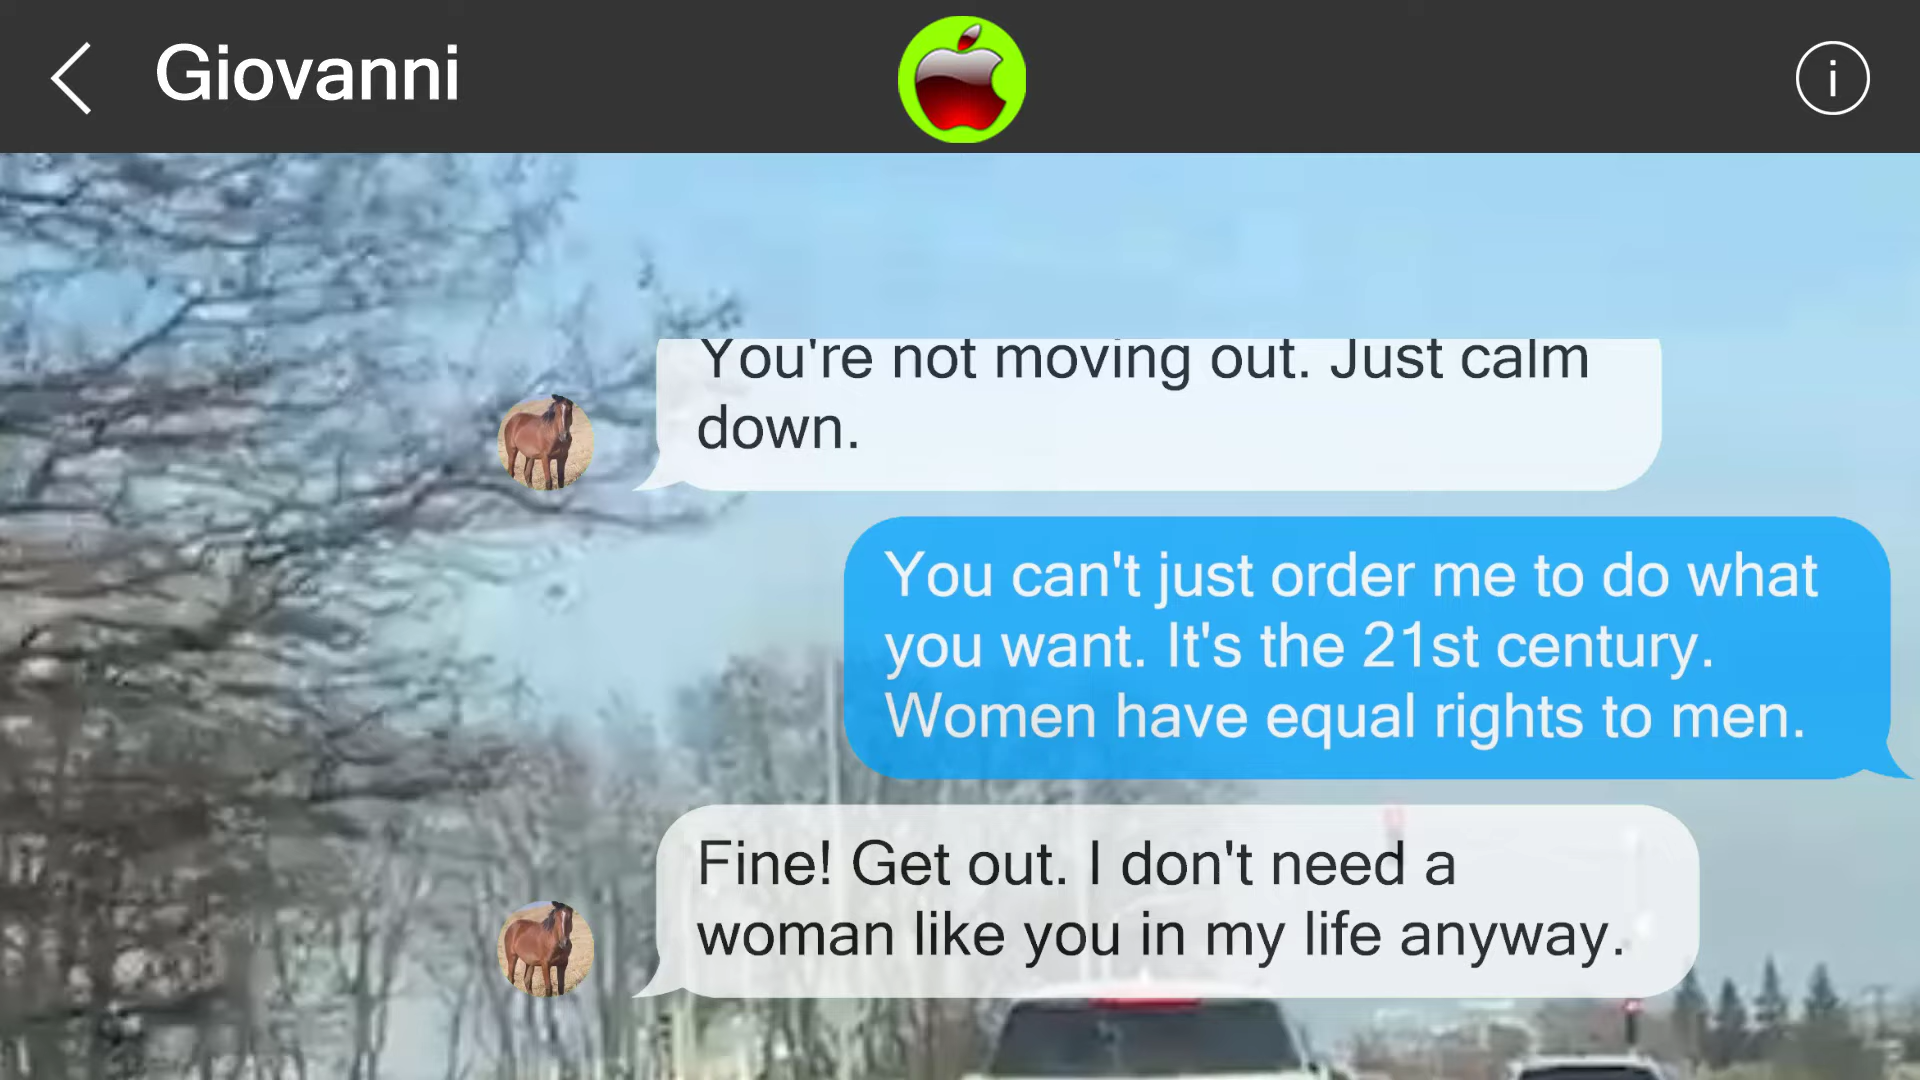 Giovanni
i
You're not moving out. Just calm
down.
You can't just order me to do what
you want. It's the 21st century.
Women have equal rights to men.
Fine! Get out. I don't need a
woman like you in my life anyway.